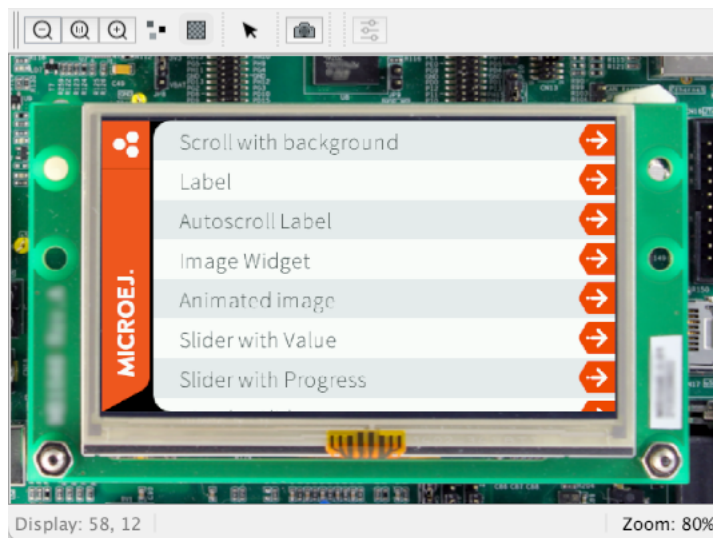 Scroll with background
Label
Autoscroll Label
Image Widget
Animated image
Slider with Value
Slider with Progress
MICROEJ.
Display: 58, 12
Zoom: 80%